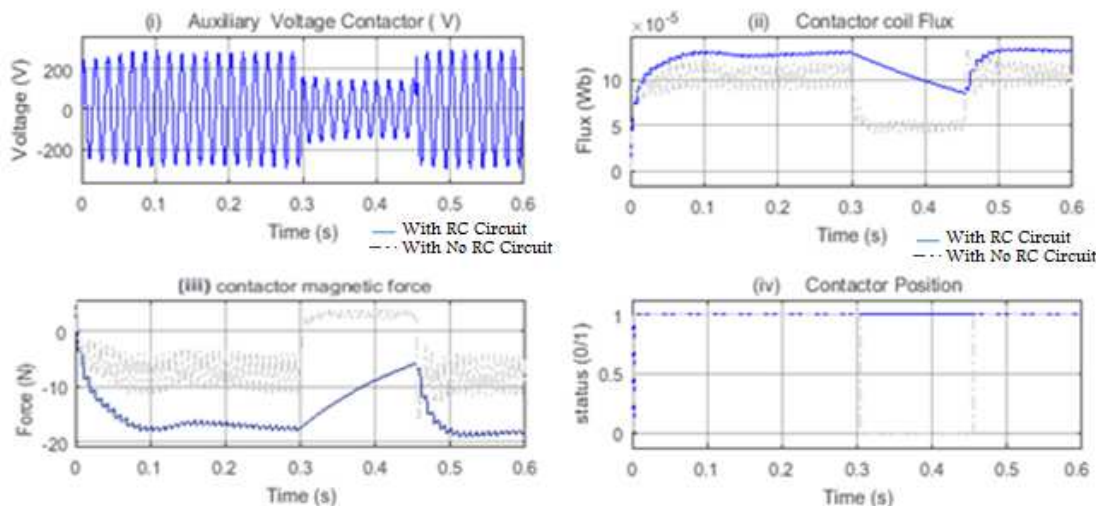 (i) Auxiliary Voltage Contactor ( V)
Voltage (V)
200
0
-200
0 0.1 0.2 0.3 0.4 0.5 0.6
Time (s)
With RC Circuit
With No RC Circuit
×10-5
(ii) Contactor coil Flux
Flux (Wb)
10
5
0
0 0.1 0.2 0.3 0.4 0.5 0.6
Time (s)
With RC Circuit
With No RC Circuit
(iii) contactor magnetic force
Force (N)
0
-10
-20
0 0.1 0.2 0.3 0.4 0.5 0.6
Time (s)
(iv) Contactor Position
status (0/1)
1
0.5
0
0 0.1 0.2 0.3 0.4 0.5 0.6
Time (s)